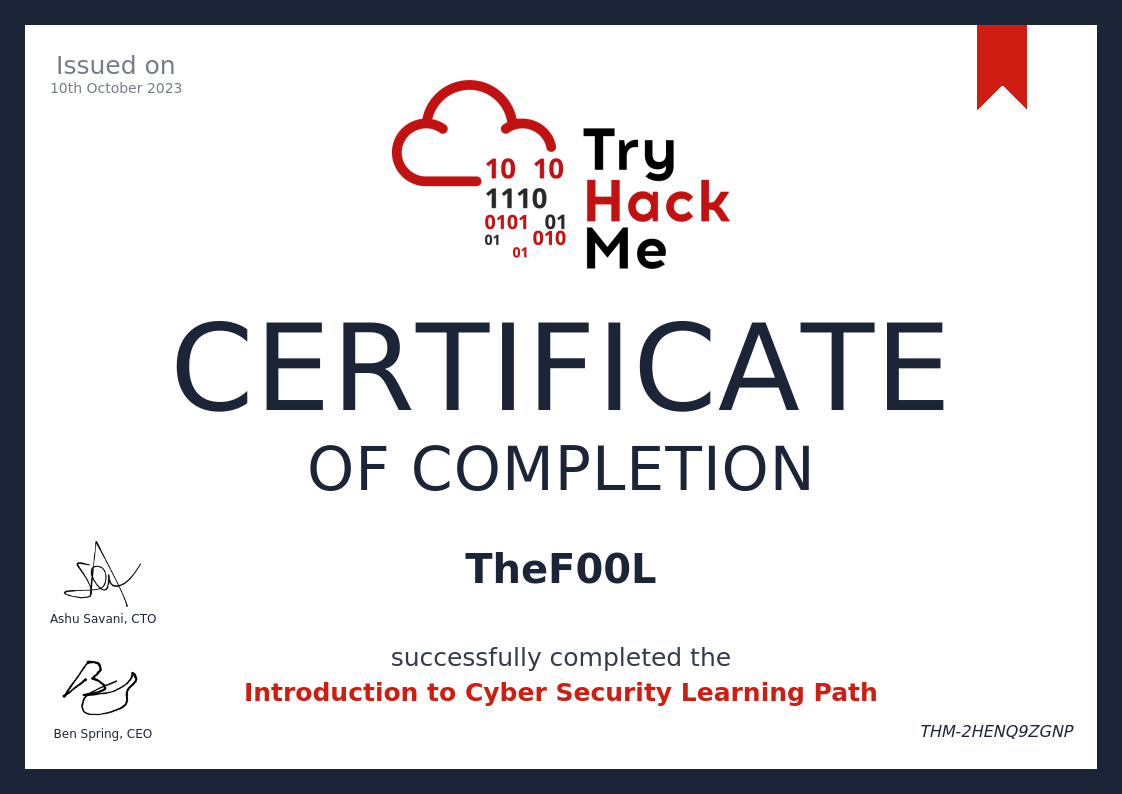 Issued on
10th October 2023
10 10
1110
0101 01
01 010
01
Try
Hack
Me
CERTIFICATE
OF COMPLETION
TheF00L
Ashu Savani, CTO
successfully completed the
Introduction to Cyber Security Learning Path
Ben Spring, CEO
THM-2HENQ9ZGNP